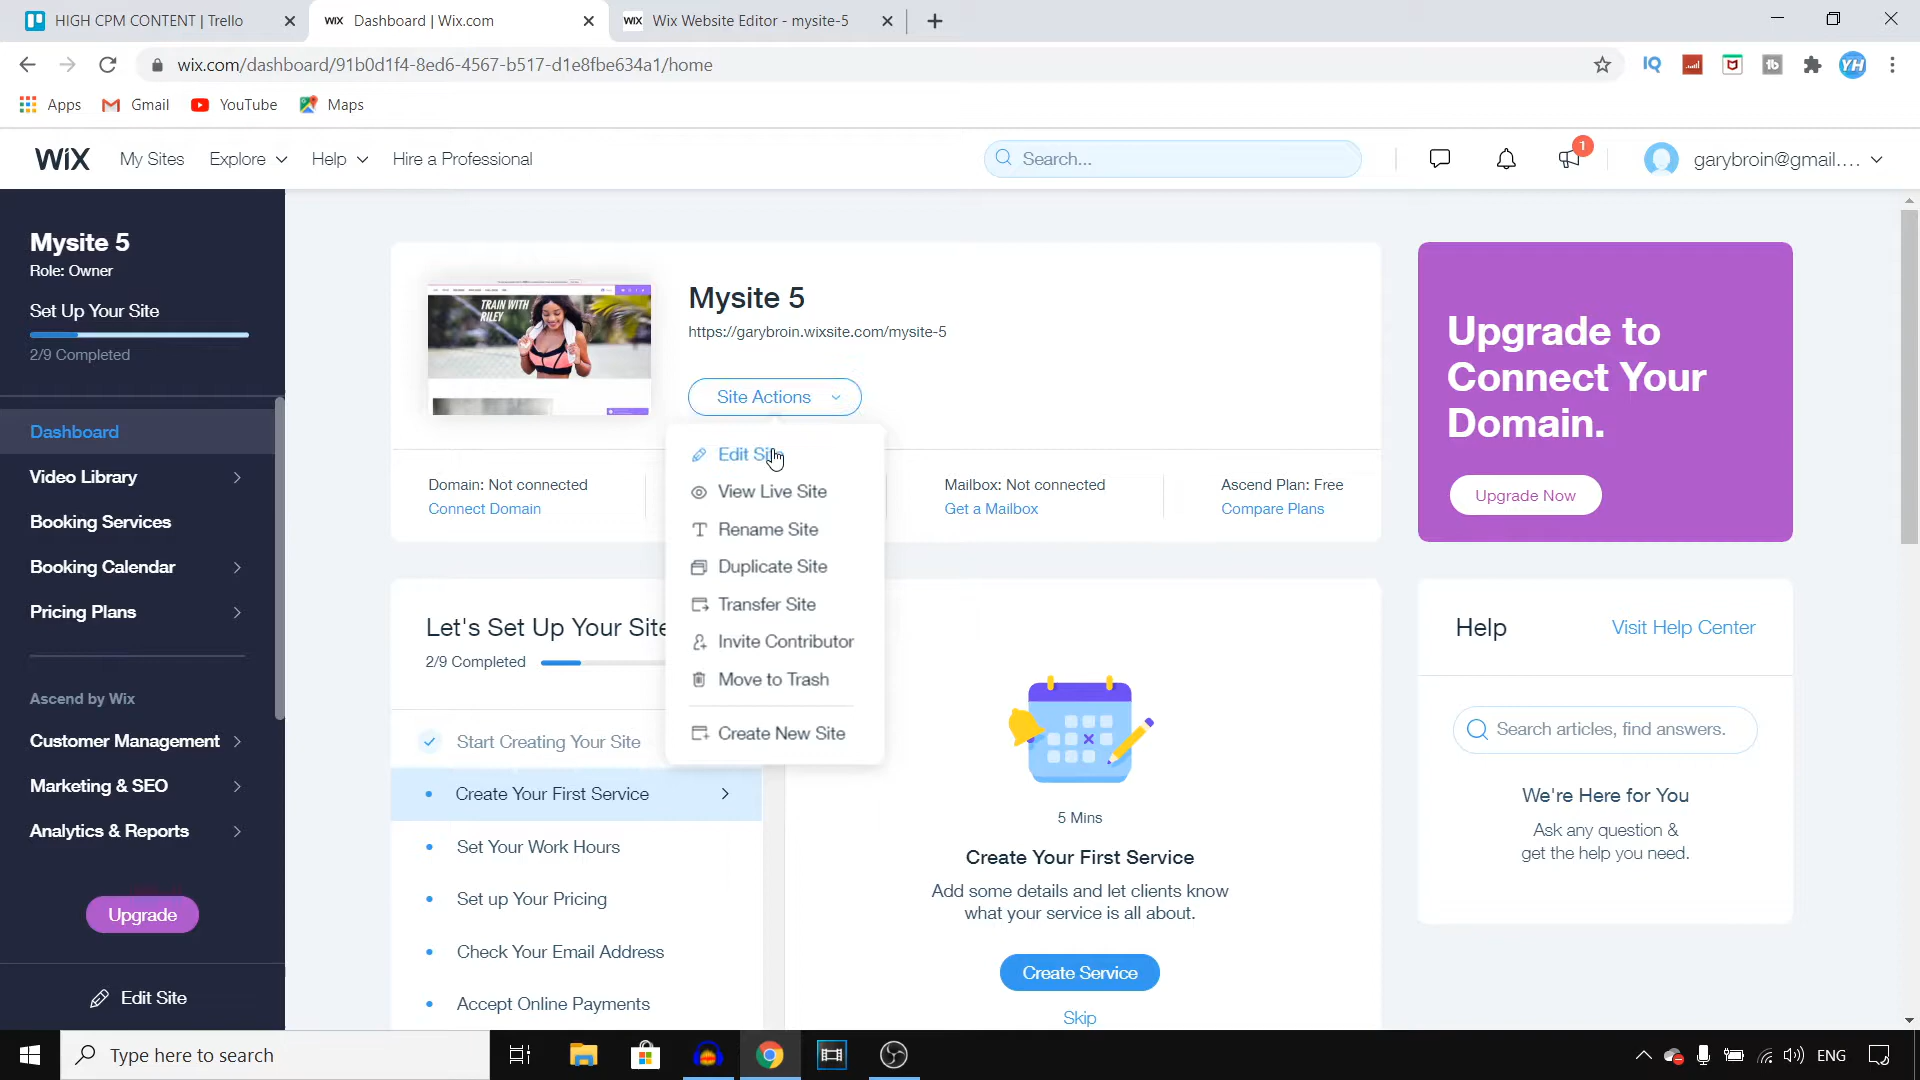 HIGH CPM CONTENT | Trello
WIX Dashboard | Wix.com
WIX Wix Website Editor - mysite-5
wix.com/dashboard/91b0d1f4-8ed6-4567-b517-d1e8fbe634a1/home
IQ
tb
YH
Apps
Gmail
YouTube
Maps
WiX
My Sites
Explore
Help
Hire a Professional
Search...
1
garybroin@gmail....
Mysite 5
Role: Owner
Set Up Your Site
2/9 Completed
Dashboard
Video Library
Booking Services
Booking Calendar
Pricing Plans
Ascend by Wix
Customer Management
Marketing & SEO
Analytics & Reports
Upgrade
Edit Site
TRAIN WITH
RILEY
Mysite 5
https://garybroin.wixsite.com/mysite-5
Site Actions
Edit Si
View Live Site
Rename Site
Duplicate Site
Transfer Site
Invite Contributor
Move to Trash
Create New Site
Domain: Not connected
Connect Domain
Mailbox: Not connected
Get a Mailbox
Ascend Plan: Free
Compare Plans
Upgrade to
Connect Your
Domain.
Upgrade Now
Let's Set Up Your Site
2/9 Completed
Start Creating Your Site
Create Your First Service
Set Your Work Hours
Set up Your Pricing
Check Your Email Address
Accept Online Payments
5 Mins
Create Your First Service
Add some details and let clients know
what your service is all about.
Create Service
Skip
Help
Visit Help Center
Search articles, find answers.
We're Here for You
Ask any question &
get the help you need.
Type here to search
ENG